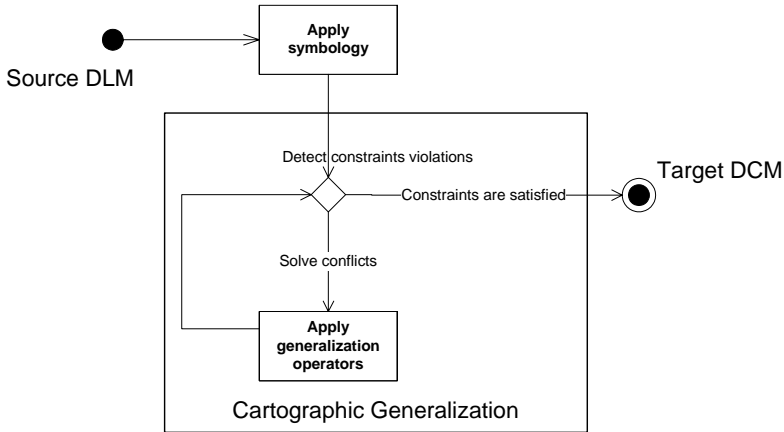 Apply
symbology
Source DLM
Detect constraints violations
Target DCM
Constraints are satisfied
Solve conflicts
Apply
generalization
operators
Cartographic Generalization